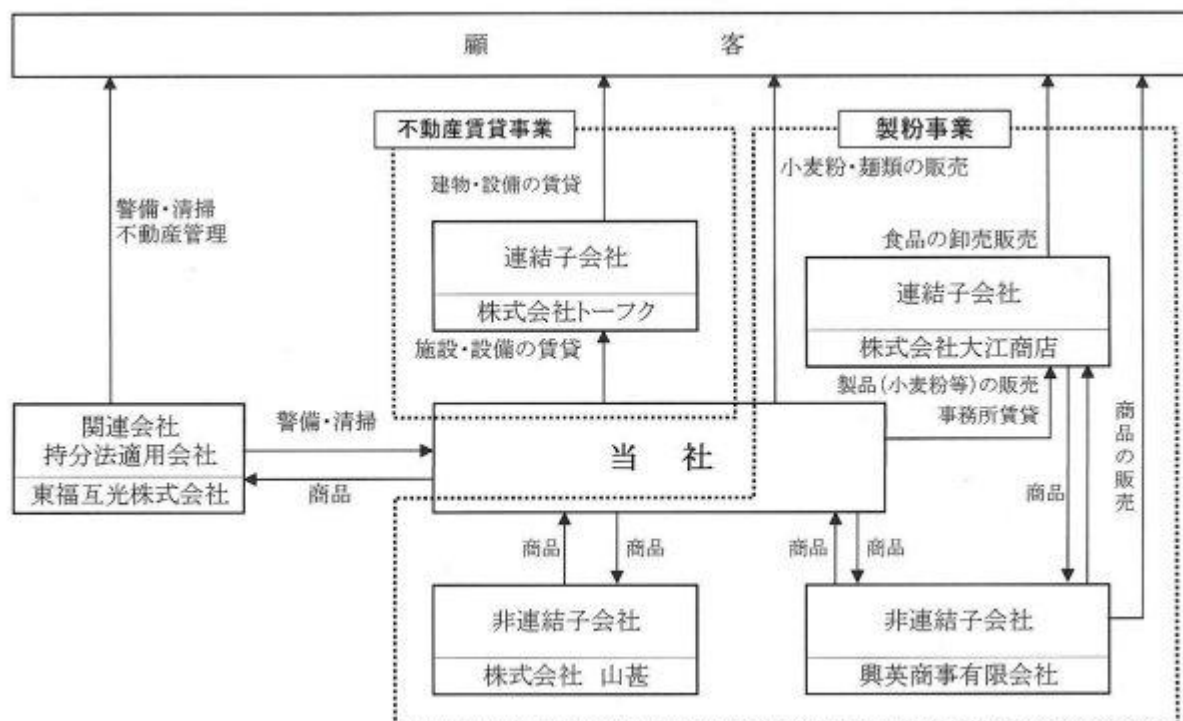 顧 客
不動産賃貸事業
製粉事業
建物・設備の賃貸
小麦粉・麺類の販売
警備・清掃
不動産管理
連結子会社
株式会社トーフク
食品の卸売販売
連結子会社
株式会社大江商店
施設・設備の賃貸
製品(小麦粉等)の販売
事務所賃貸
関連会社
持分法適用会社
東福互光株式会社
警備・清掃
商品
当 社
商品
商品の販売
商品
商品
商品
商品
非連結子会社
株式会社 山甚
非連結子会社
興英商事有限会社